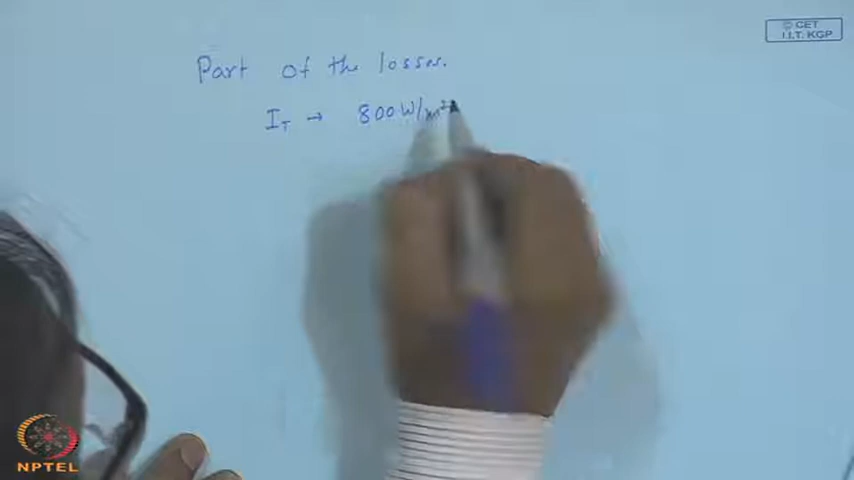 © CET
I.I.T. KGP
Part of the losses.
I_T → 800 W/m²
NPTEL